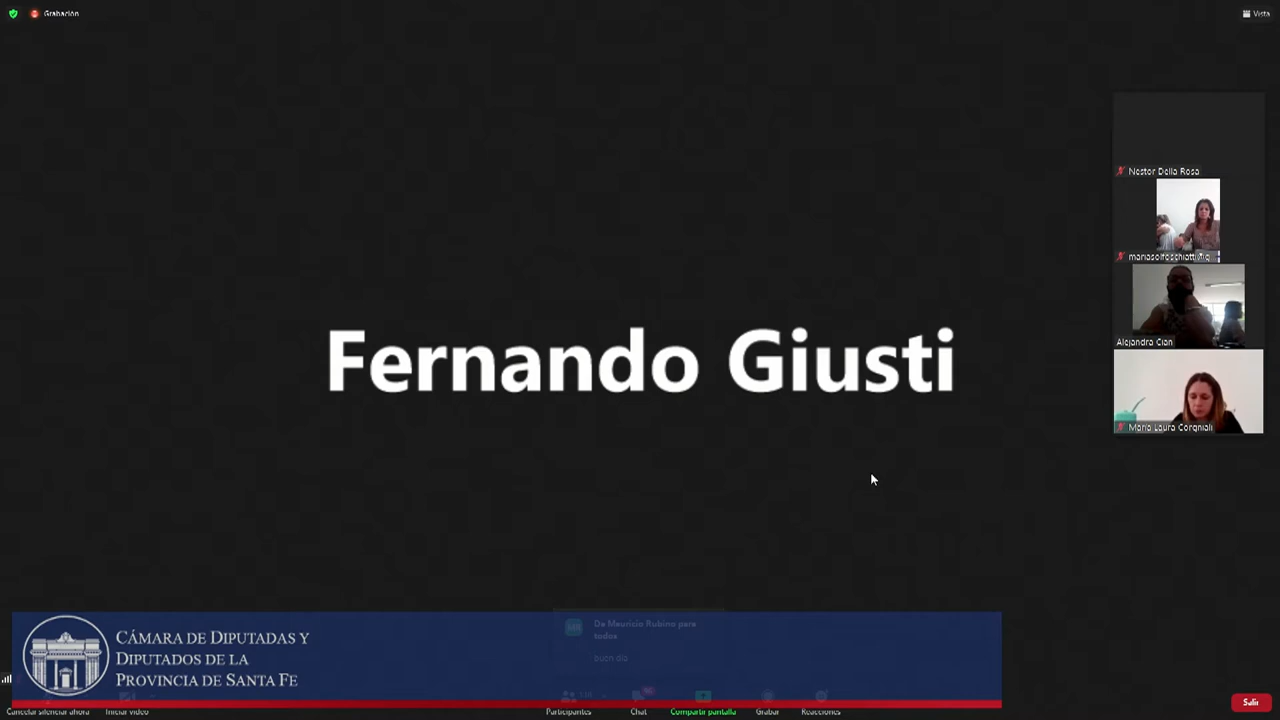 Grabación
Vista
Nestor Della Rosa
Alejandra Cian
María Laura Corgniali
Fernando Giusti
De Mauricio Rubino para
todos
buen día
CÁMARA DE DIPUTADAS Y
DIPUTADOS DE LA
PROVINCIA DE SANTA FE
Cancelar silenciar ahora
Iniciar video
Participantes
Chat
Compartir pantalla
Grabar
Reacciones
Salir